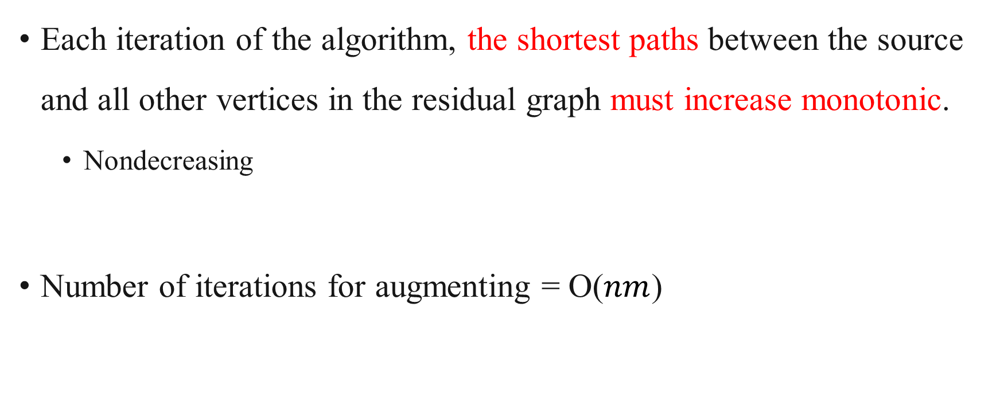 • Each iteration of the algorithm, the shortest paths between the source
and all other vertices in the residual graph must increase monotonic.
• Nondecreasing
• Number of iterations for augmenting = O(𝑛𝑚)